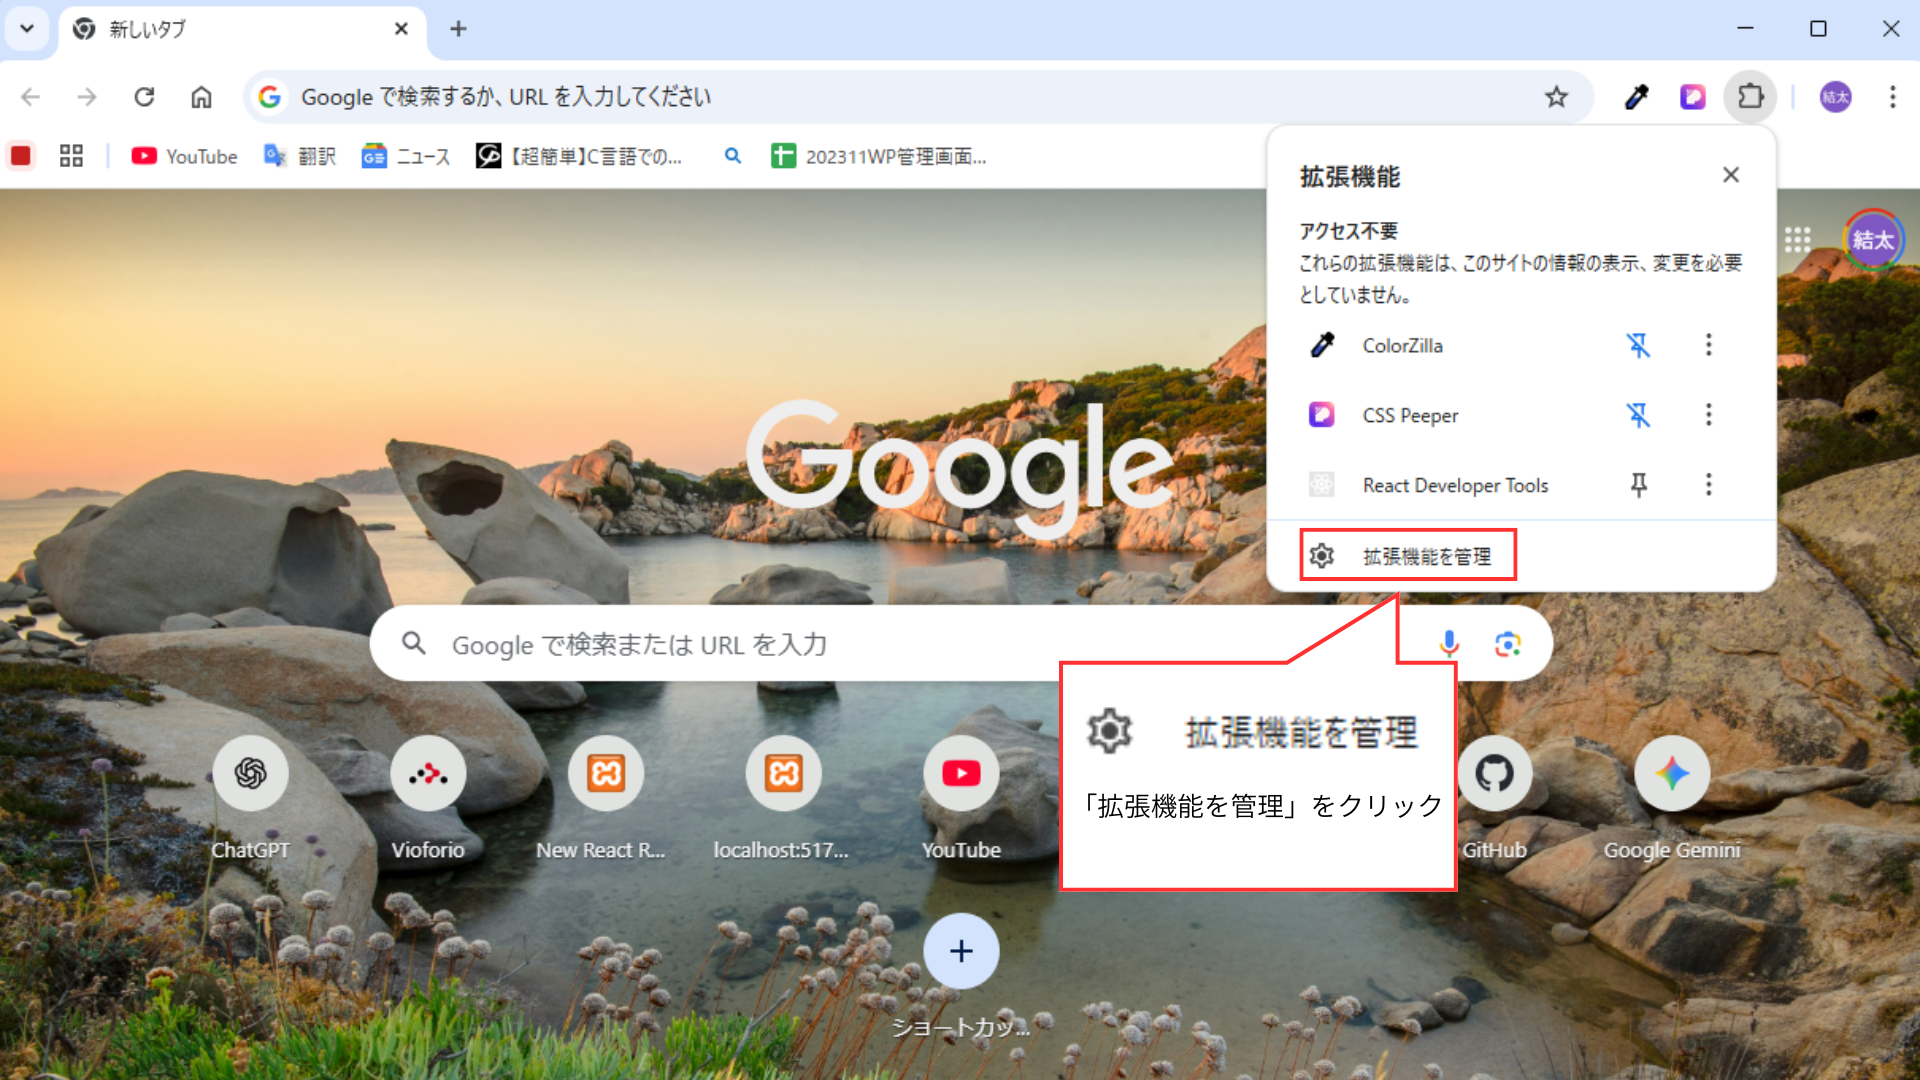 新しいタブ
Google で検索するか、URL を入力してください
結太
YouTube
翻訳
ニュース
【超簡単】C言語での...
202311WP管理画面...
拡張機能
アクセス不要
これらの拡張機能は、このサイトの情報の表示、変更を必要
としていません。
結太
ColorZilla
CSS Peeper
React Developer Tools
拡張機能を管理
Google
Google で検索または URL を入力
拡張機能を管理
「拡張機能を管理」をクリック
ChatGPT
Vioforio
New React R...
localhost:517...
YouTube
GitHub
Google Gemini
ショートカッ...